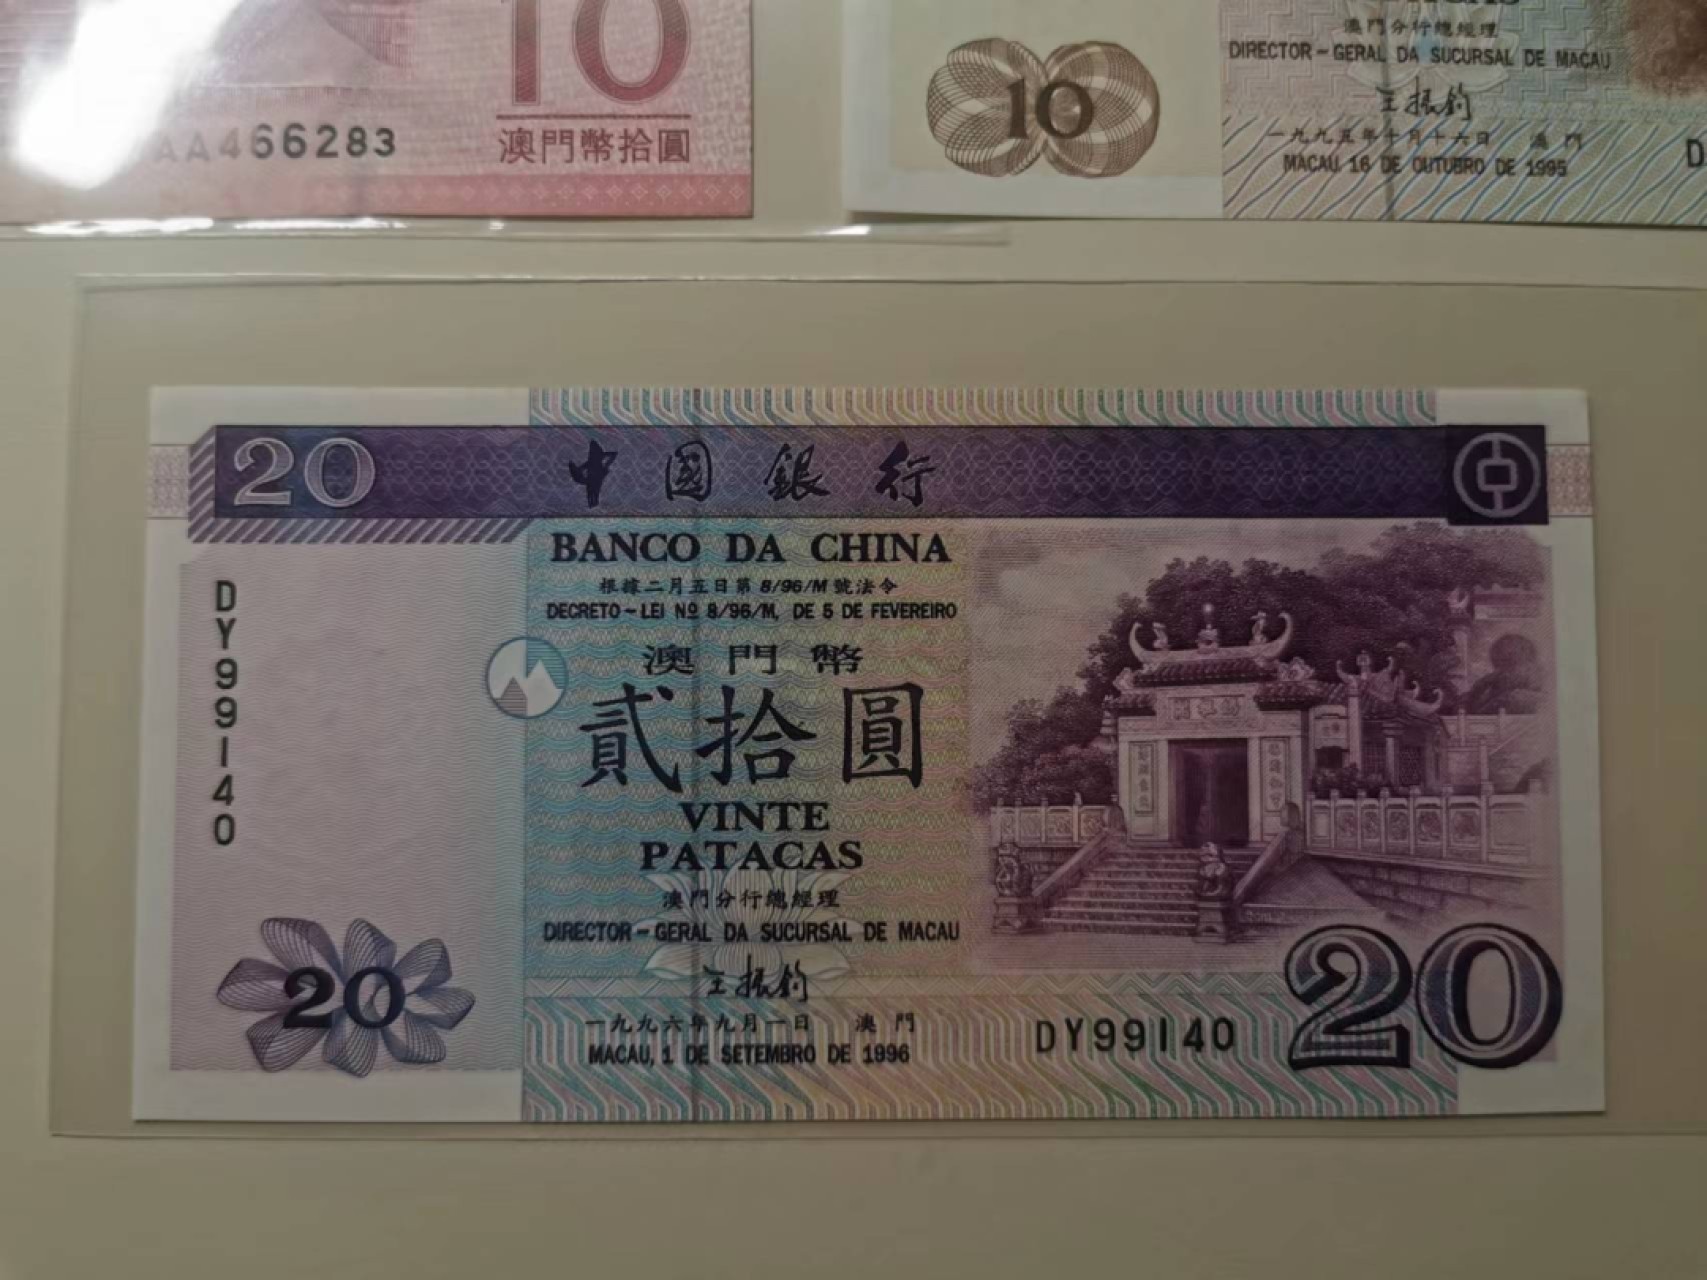 10
AA466283
澳門幣拾圓
澳門分行總經理
DIRECTOR-GERAL DA SUCURSAL DE MACAU
王振鈞
10
一九九五年十月十六日 澳門
MACAU 16 DE OUTUBRO DE 1995
D
20
中國銀行
BANCO DA CHINA
根據二月五日第8/96/M號法令
DECRETO-LEI Nº 8/96/M, DE 5 DE FEVEREIRO
DY99140
澳門幣
貳拾圓
VINTE
PATACAS
澳門分行總經理
DIRECTOR-GERAL DA SUCURSAL DE MACAU
20
王振鈞
一九九六年九月一日 澳門
MACAU, 1 DE SETEMBRO DE 1996
DY99140
20